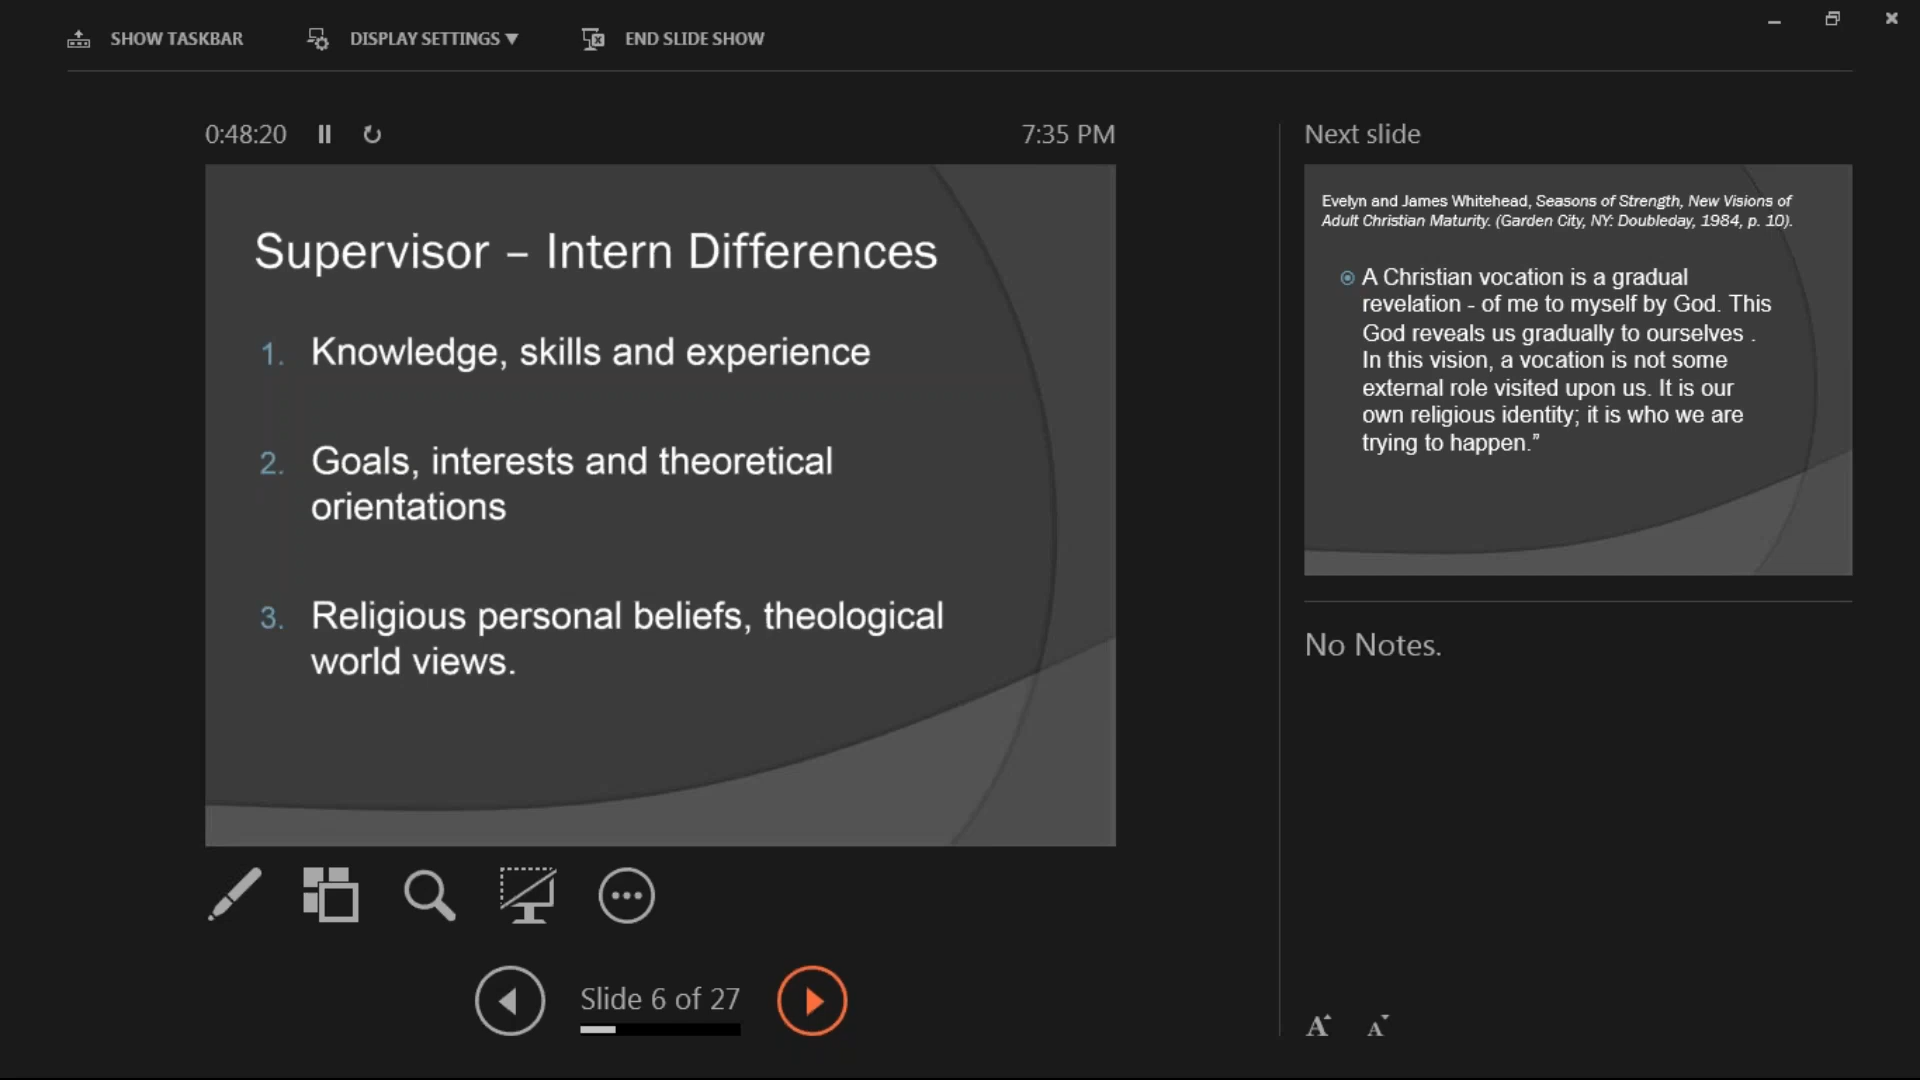 SHOW TASKBAR
DISPLAY SETTINGS ▼
END SLIDE SHOW
0:48:20
7:35 PM
Supervisor – Intern Differences
1. Knowledge, skills and experience
2. Goals, interests and theoretical
orientations
3. Religious personal beliefs, theological
world views.
Slide 6 of 27
Next slide
Evelyn and James Whitehead, Seasons of Strength, New Visions of
Adult Christian Maturity. (Garden City, NY: Doubleday, 1984, p. 10).
A Christian vocation is a gradual
revelation - of me to myself by God. This
God reveals us gradually to ourselves .
In this vision, a vocation is not some
external role visited upon us. It is our
own religious identity; it is who we are
trying to happen.”
No Notes.
A A